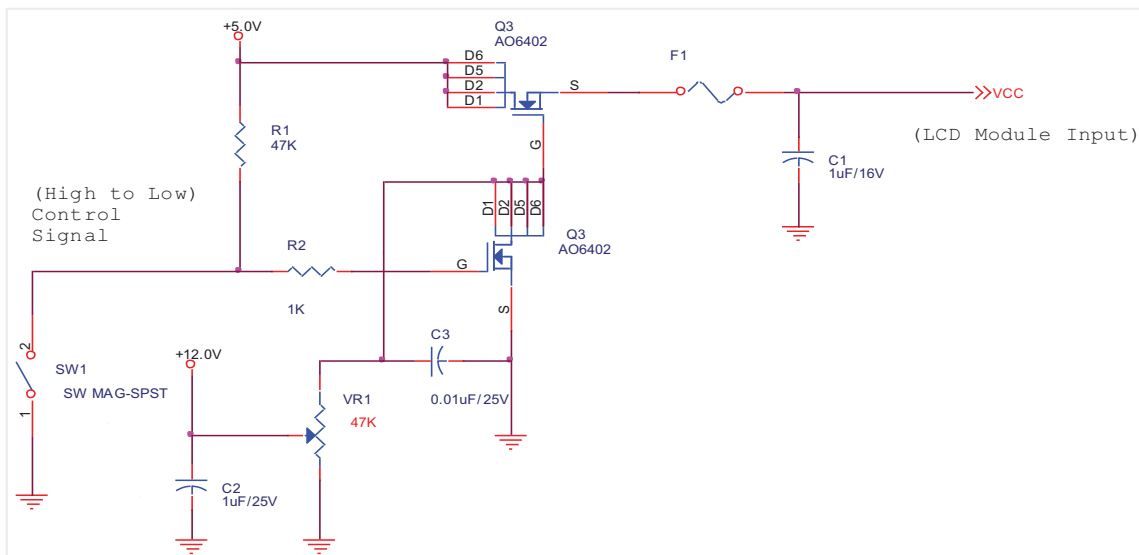 +5.0V
Q3
AO6402
D6
D5
D2
D1
S
G
F1
VCC
(LCD Module Input)
R1
47K
C1
1uF/16V
(High to Low)
Control
Signal
D1
D2
D5
D6
Q3
AO6402
R2
1K
G
S
+12.0V
C3
0.01uF/25V
2
SW1
SW MAG-SPST
1
VR1
47K
C2
1uF/25V